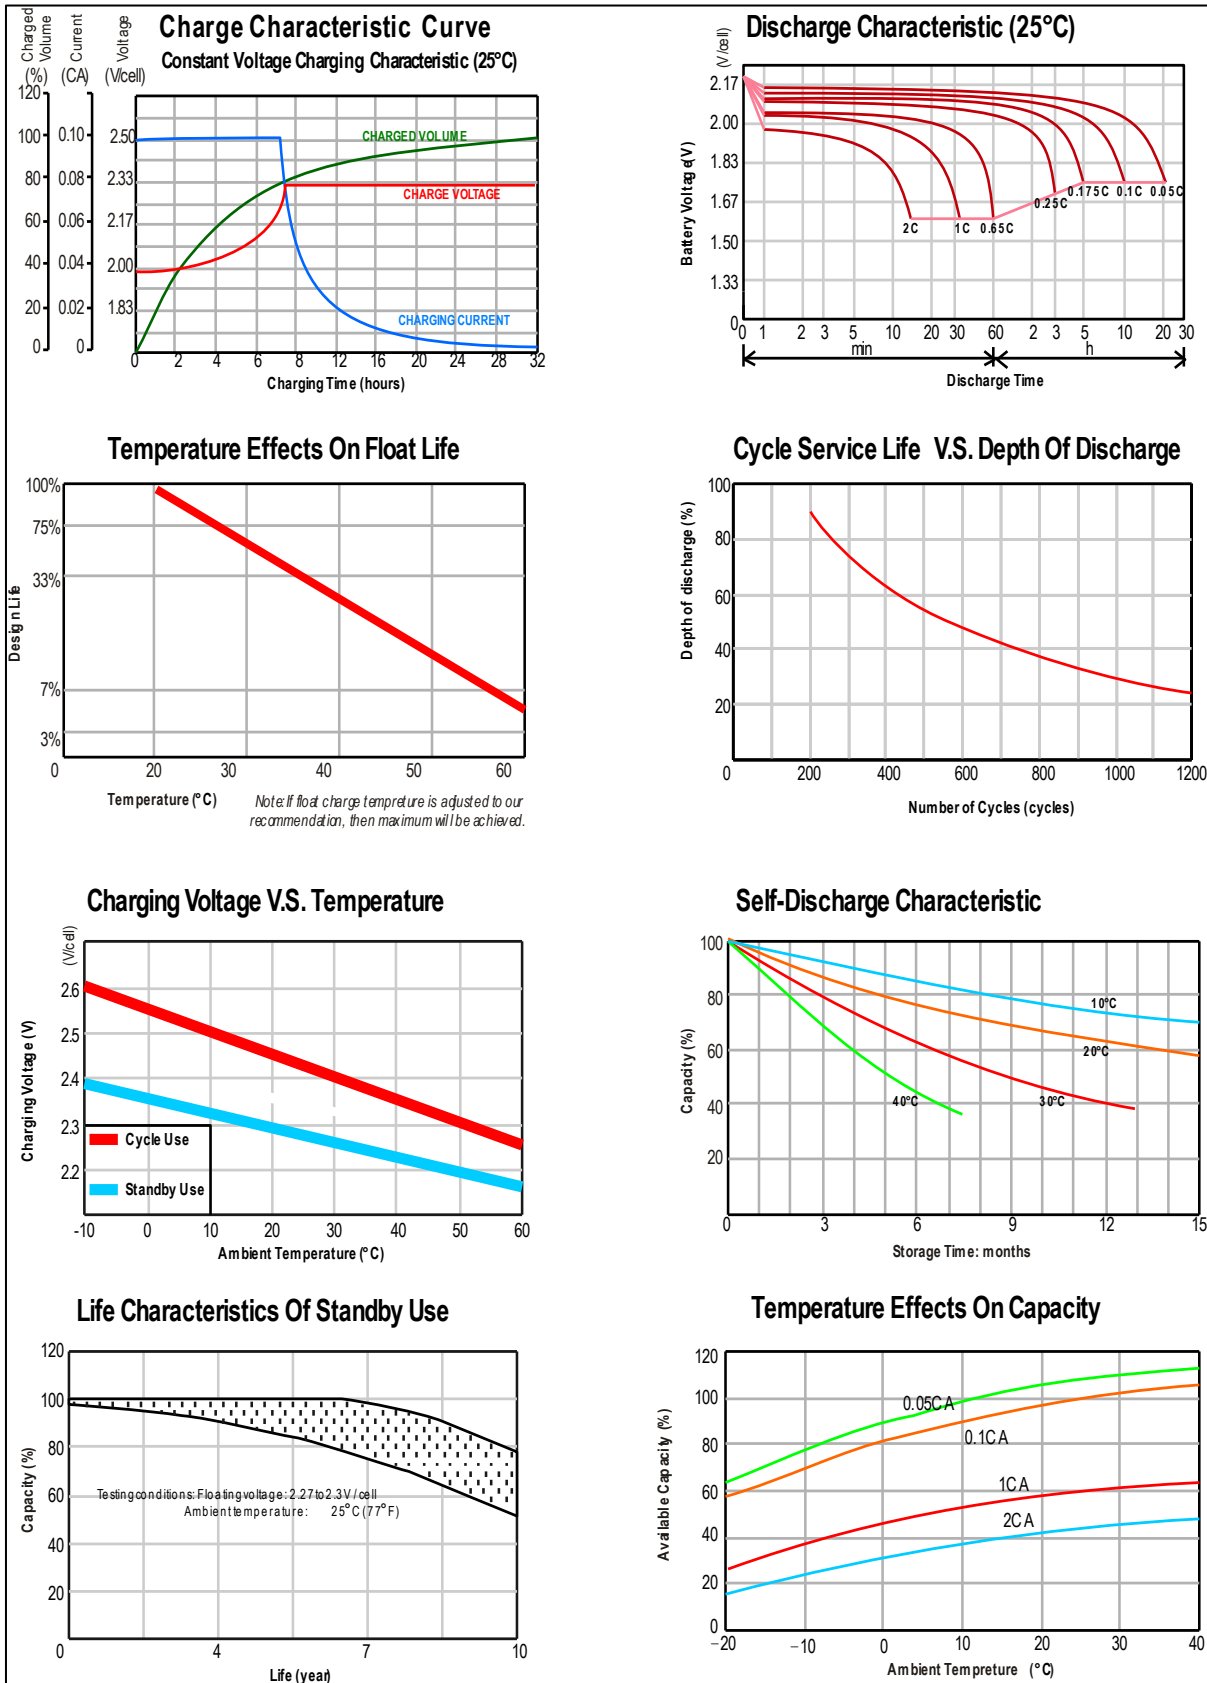 Charge Characteristic Curve
Constant Voltage Charging Characteristic (25°C)
Charged Volume
(%)
Current
(CA)
Voltage
(V/cell)
120
100
80
60
40
20
0
0.10
0.08
0.06
0.04
0.02
0
2.50
2.33
2.17
2.00
1.83
CHARGED VOLUME
CHARGE VOLTAGE
CHARGING CURRENT
0 2 4 6 8 12 16 20 24 28 32
Charging Time (hours)
Discharge Characteristic (25°C)
(V/cell)
Battery Voltage(V)
2.17
2.00
1.83
1.67
1.50
1.33
0
2C 1C 0.65C 0.25C 0.175C 0.1C 0.05C
0 1 2 3 5 10 20 30 60 2 3 5 10 20 30
min h
Discharge Time
Temperature Effects On Float Life
Design Life
100%
75%
33%
7%
3%
0 20 30 40 50 60
Temperature (°C)
Note: If float charge tempreture is adjusted to our
recommendation, then maximum will be achieved.
Cycle Service Life V.S. Depth Of Discharge
Depth of discharge (%)
100
80
60
40
20
0 200 400 600 800 1000 1200
Number of Cycles (cycles)
Charging Voltage V.S. Temperature
(V/cell)
Charging Voltage (V)
2.6
2.5
2.4
2.3
2.2
Cycle Use
Standby Use
-10 0 10 20 30 40 50 60
Ambient Temperature (°C)
Self-Discharge Characteristic
Capacity (%)
100
80
60
40
20
10°C
20°C
30°C
40°C
0 3 6 9 12 15
Storage Time: months
Life Characteristics Of Standby Use
Capacity (%)
120
100
80
60
40
20
Testing conditions: Floating voltage: 2.27 to 2.3V/cell
Ambient temperature: 25°C (77°F)
0 4 7 10
Life (year)
Temperature Effects On Capacity
Available Capacity (%)
120
100
80
60
40
20
0
0.05CA
0.1CA
1CA
2CA
−20 −10 0 10 20 30 40
Ambient Tempreture (°C)